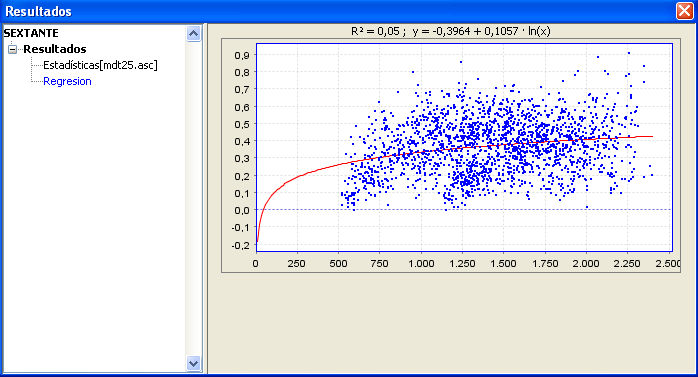 Resultados
SEXTANTE
Resultados
Estadísticas[mdt25.asc]
Regresion
R² = 0,05 ; y = -0,3964 + 0,1057 · ln(x)
0,9
0,8
0,7
0,6
0,5
0,4
0,3
0,2
0,1
0,0
-0,1
-0,2
0 250 500 750 1.000 1.250 1.500 1.750 2.000 2.250 2.500